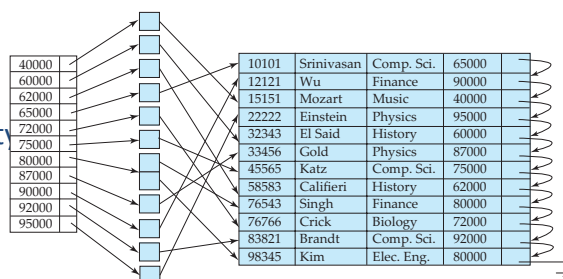 40000
60000
62000
65000
72000
75000
80000
87000
90000
92000
95000
10101 Srinivasan Comp. Sci. 65000
12121 Wu Finance 90000
15151 Mozart Music 40000
22222 Einstein Physics 95000
32343 El Said History 60000
33456 Gold Physics 87000
45565 Katz Comp. Sci. 75000
58583 Califieri History 62000
76543 Singh Finance 80000
76766 Crick Biology 72000
83821 Brandt Comp. Sci. 92000
98345 Kim Elec. Eng. 80000